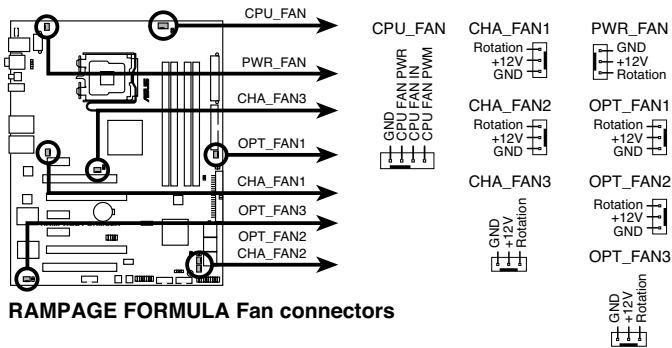 CPU_FAN
PWR_FAN
CHA_FAN3
OPT_FAN1
CHA_FAN1
OPT_FAN3
OPT_FAN2
CHA_FAN2
ASUS
RAMPAGE FORMULA Fan connectors
CPU_FAN
GND
CPU FAN PWR
CPU FAN IN
CPU FAN PWM
CHA_FAN1
Rotation
+12V
GND
PWR_FAN
GND
+12V
Rotation
CHA_FAN2
Rotation
+12V
GND
OPT_FAN1
Rotation
+12V
GND
CHA_FAN3
GND
+12V
Rotation
OPT_FAN2
Rotation
+12V
GND
OPT_FAN3
GND
+12V
Rotation